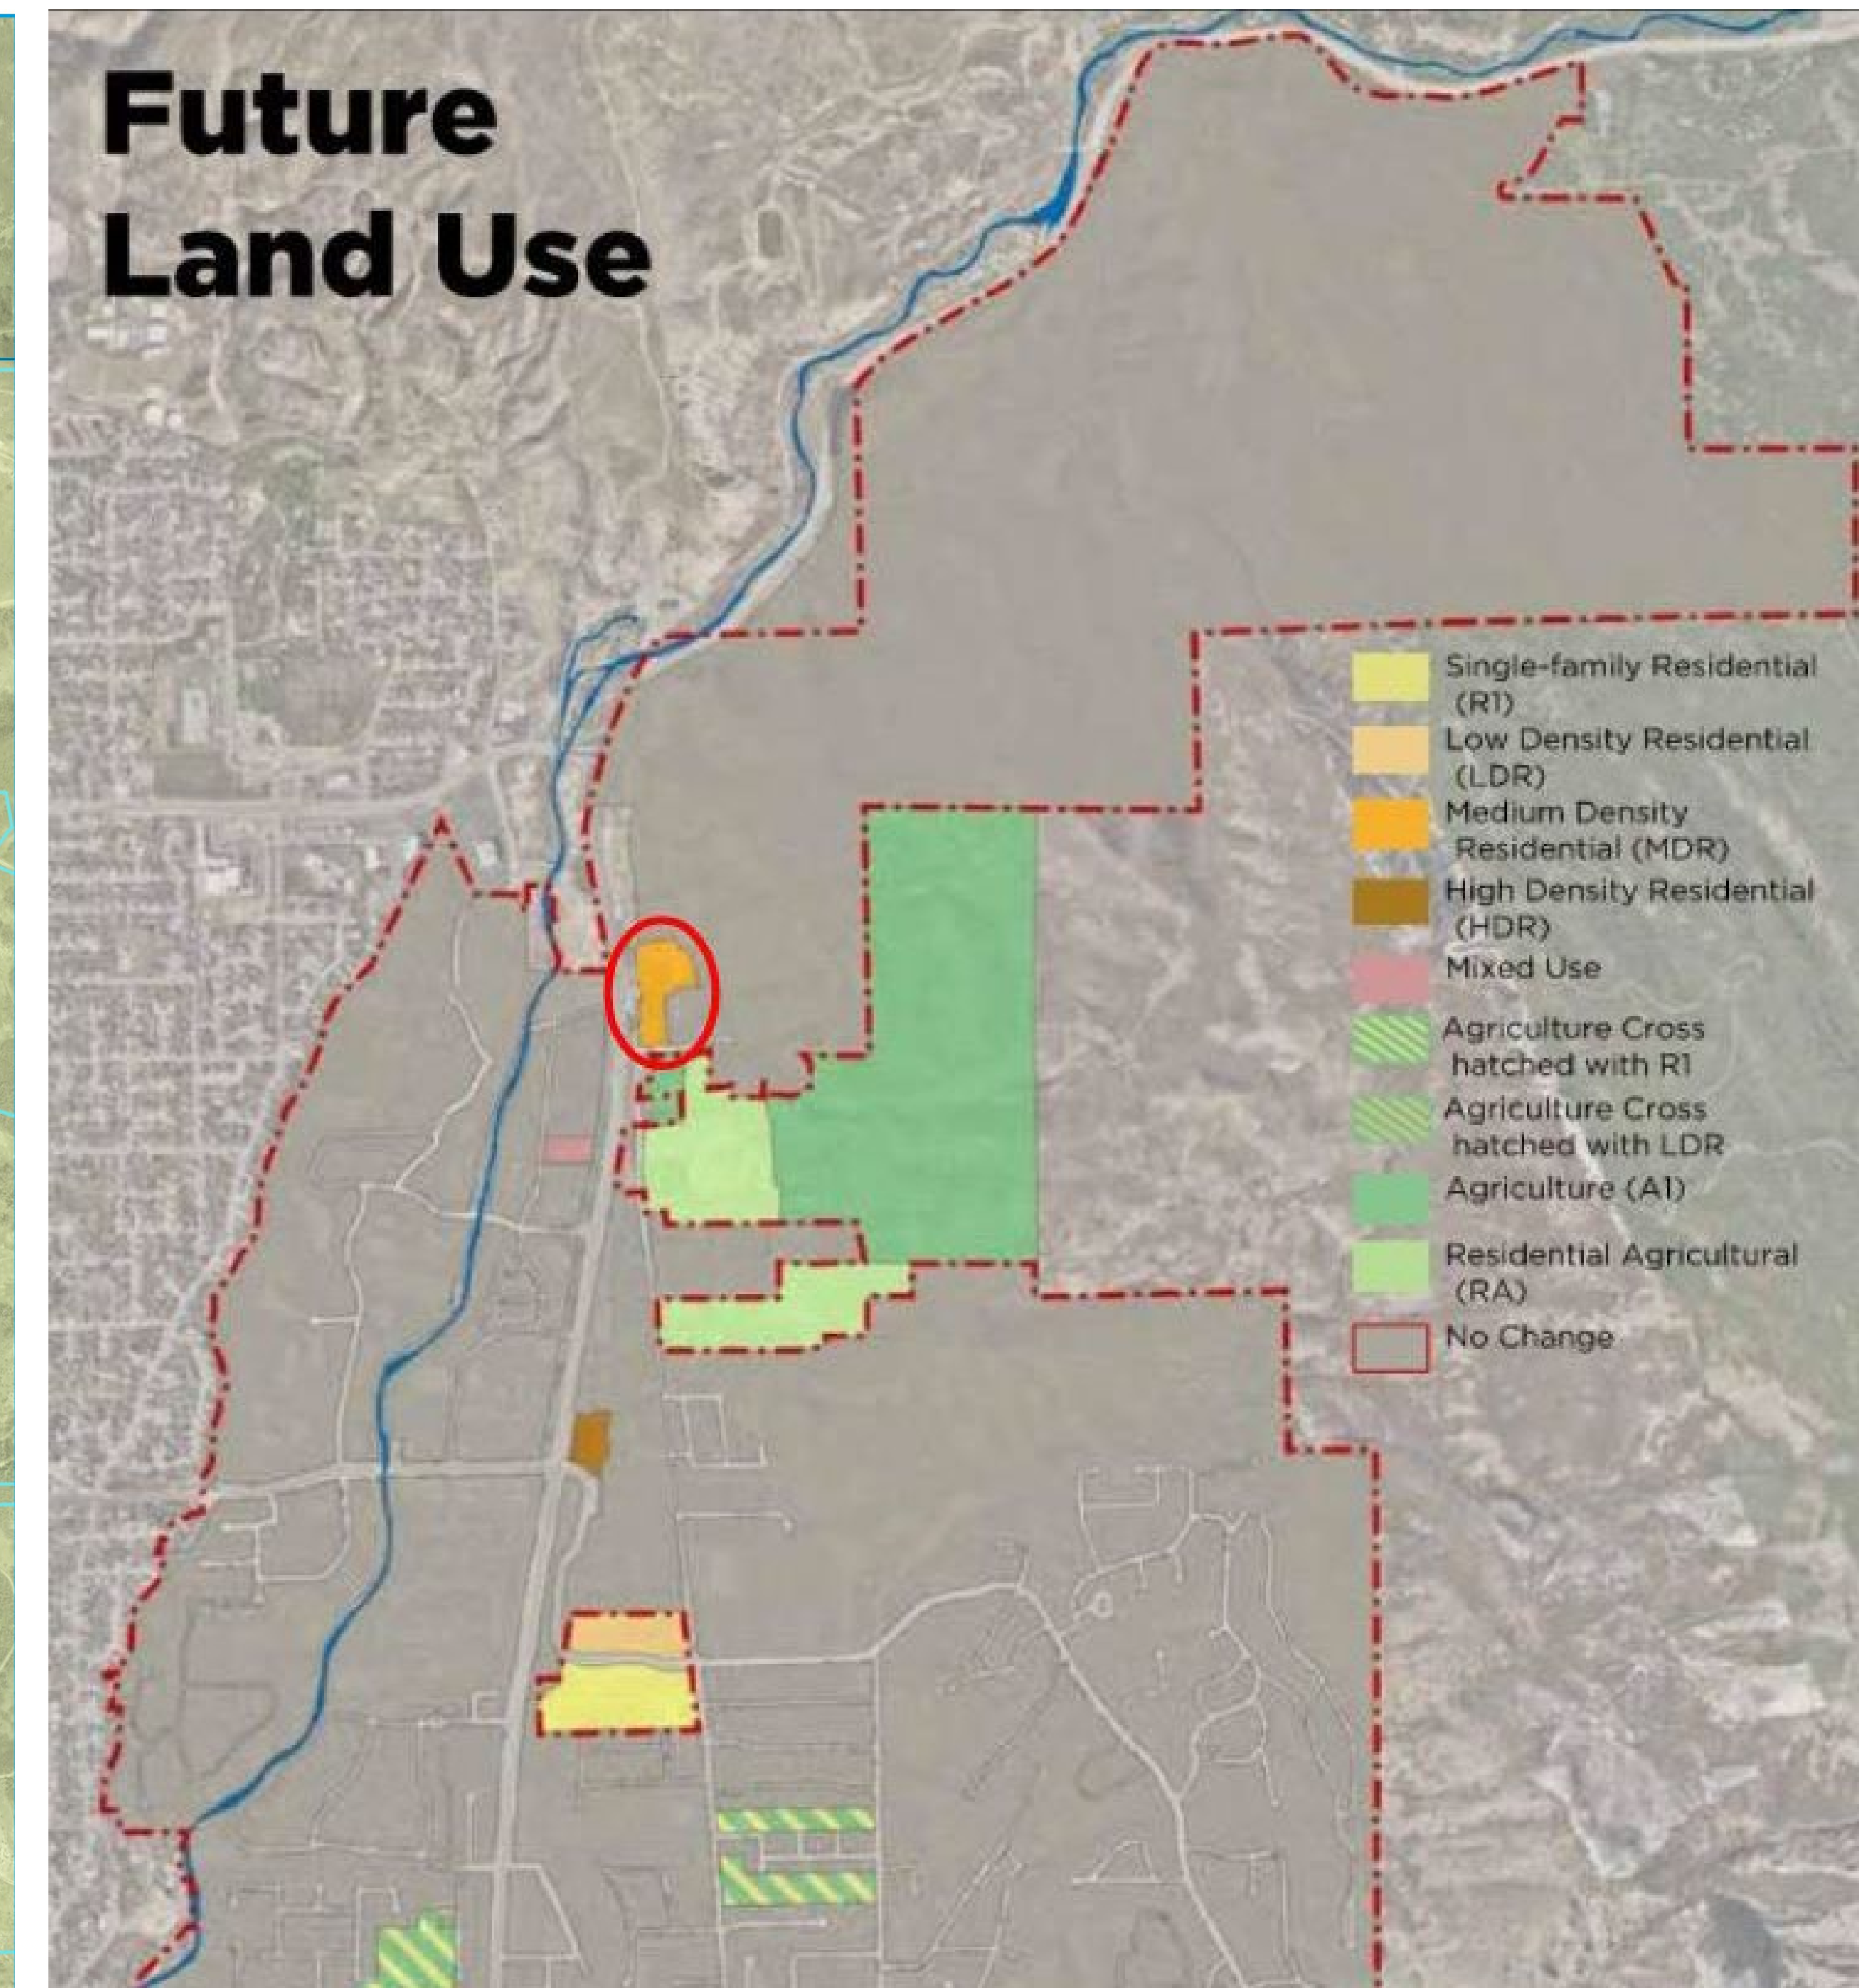 Future
Land Use
Single-family Residential
(R1)
Low Density Residential
(LDR)
Medium Density
Residential (MDR)
High Density Residential
(HDR)
Mixed Use
Agriculture Cross
hatched with R1
Agriculture Cross
hatched with LDR
Agriculture (A1)
Residential Agricultural
(RA)
No Change